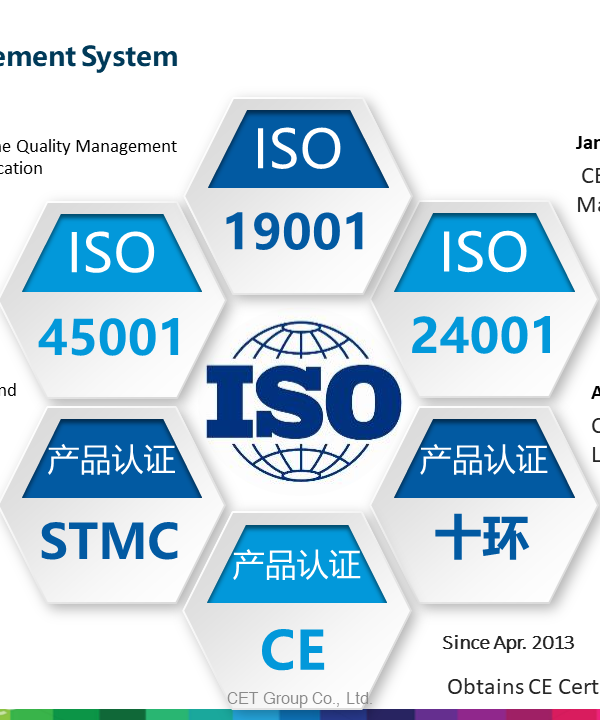 ement System
ISO
19001
ne Quality Management
cation
Jan
CE
Ma
ISO
45001
ISO
24001
ISO
nd
产品认证
STMC
产品认证
十环
A
C
L
产品认证
CE
Since Apr. 2013
Obtains CE Cert
CET Group Co., Ltd.